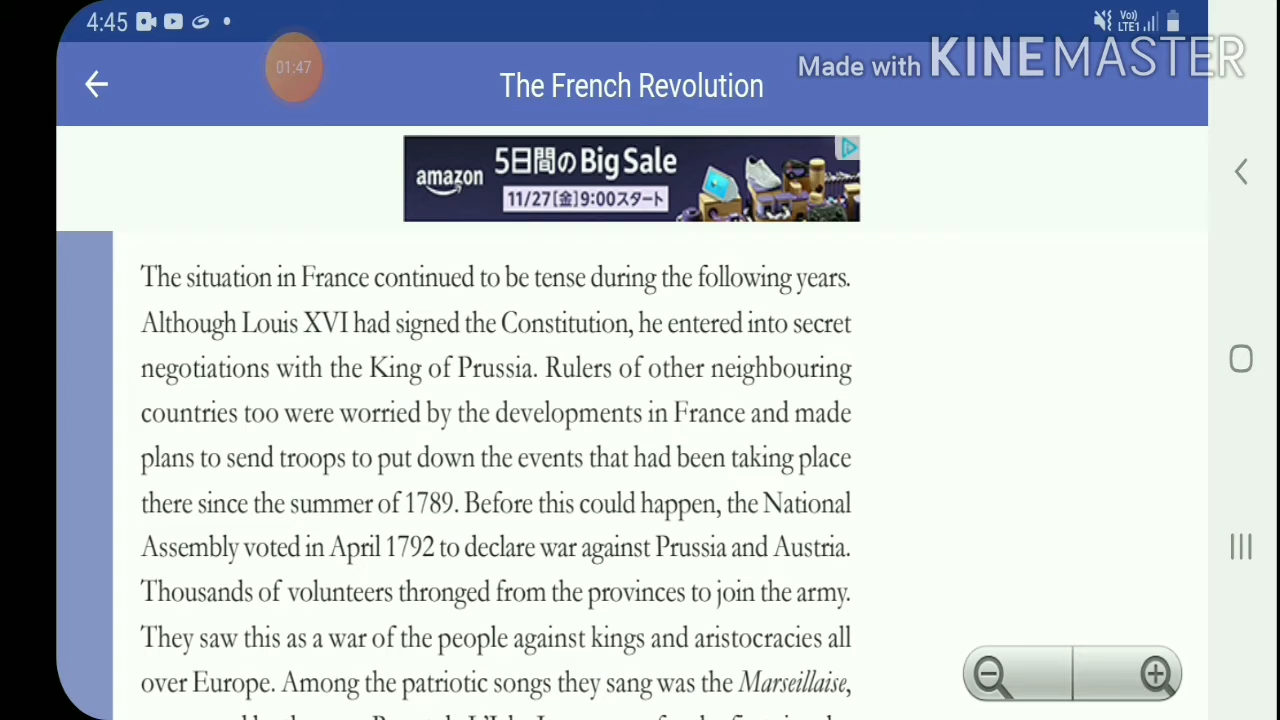 4:45
Vo))
LTE1
01:47
The French Revolution
Made with KINEMASTER
amazon
5日間のBig Sale
11/27[金]9:00スタート
The situation in France continued to be tense during the following years.
Although Louis XVI had signed the Constitution, he entered into secret
negotiations with the King of Prussia. Rulers of other neighbouring
countries too were worried by the developments in France and made
plans to send troops to put down the events that had been taking place
there since the summer of 1789. Before this could happen, the National
Assembly voted in April 1792 to declare war against Prussia and Austria.
Thousands of volunteers thronged from the provinces to join the army.
They saw this as a war of the people against kings and aristocracies all
over Europe. Among the patriotic songs they sang was the Marseillaise,